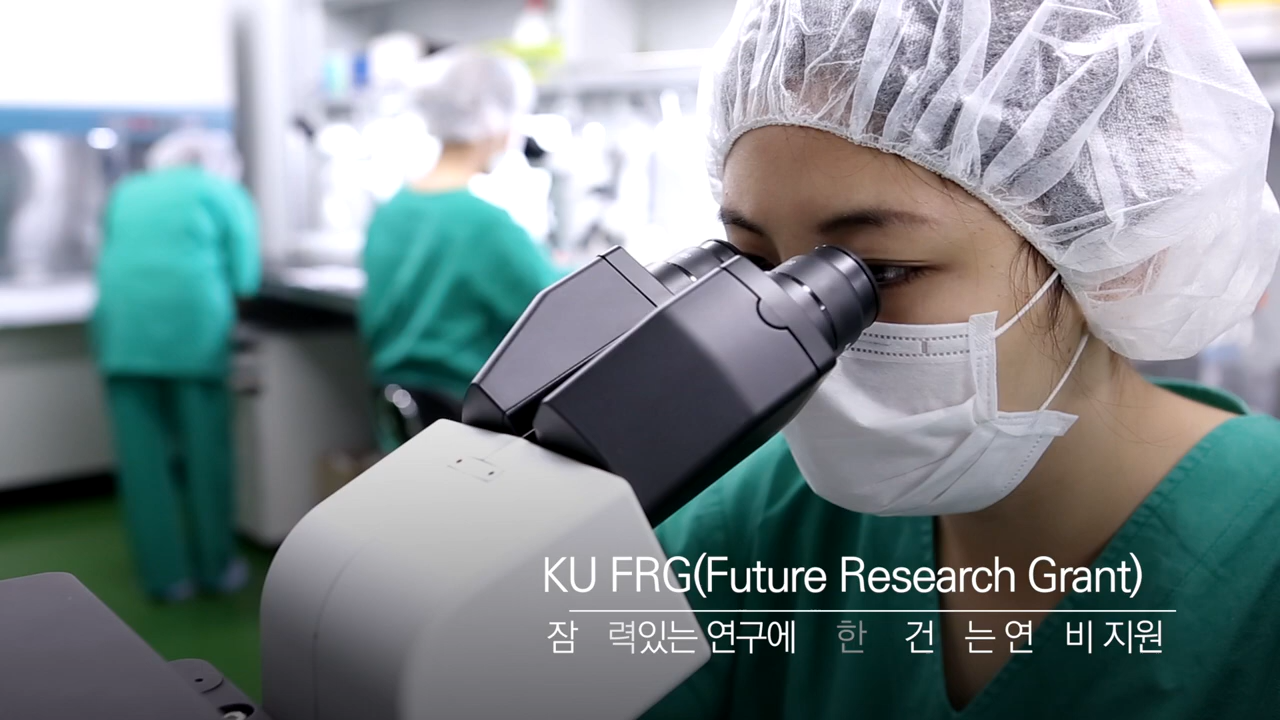 KU FRG(Future Research Grant)
잠 력있는 연구에 한 건 는 연 비 지원